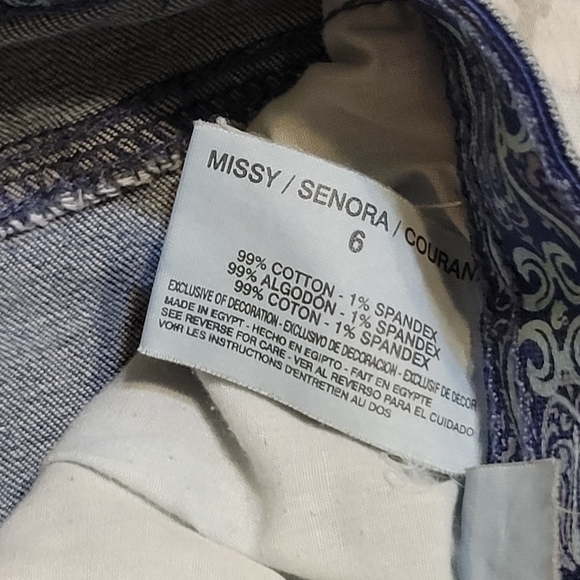 MISSY / SENORA / COURAN
6
99% COTTON - 1% SPANDEX
99% ALGODON - 1% SPANDEX
99% COTON - 1% SPANDEX
EXCLUSIVE OF DECORATION - EXCLUSIVO DE DECORACION - EXCLUSIF DE DECOR
MADE IN EGYPT - HECHO EN EGIPTO - FAIT EN EGYPTE
SEE REVERSE FOR CARE - VER AL REVERSO PARA EL CUIDADO
VOIR LES INSTRUCTIONS D'ENTRETIEN AU DOS